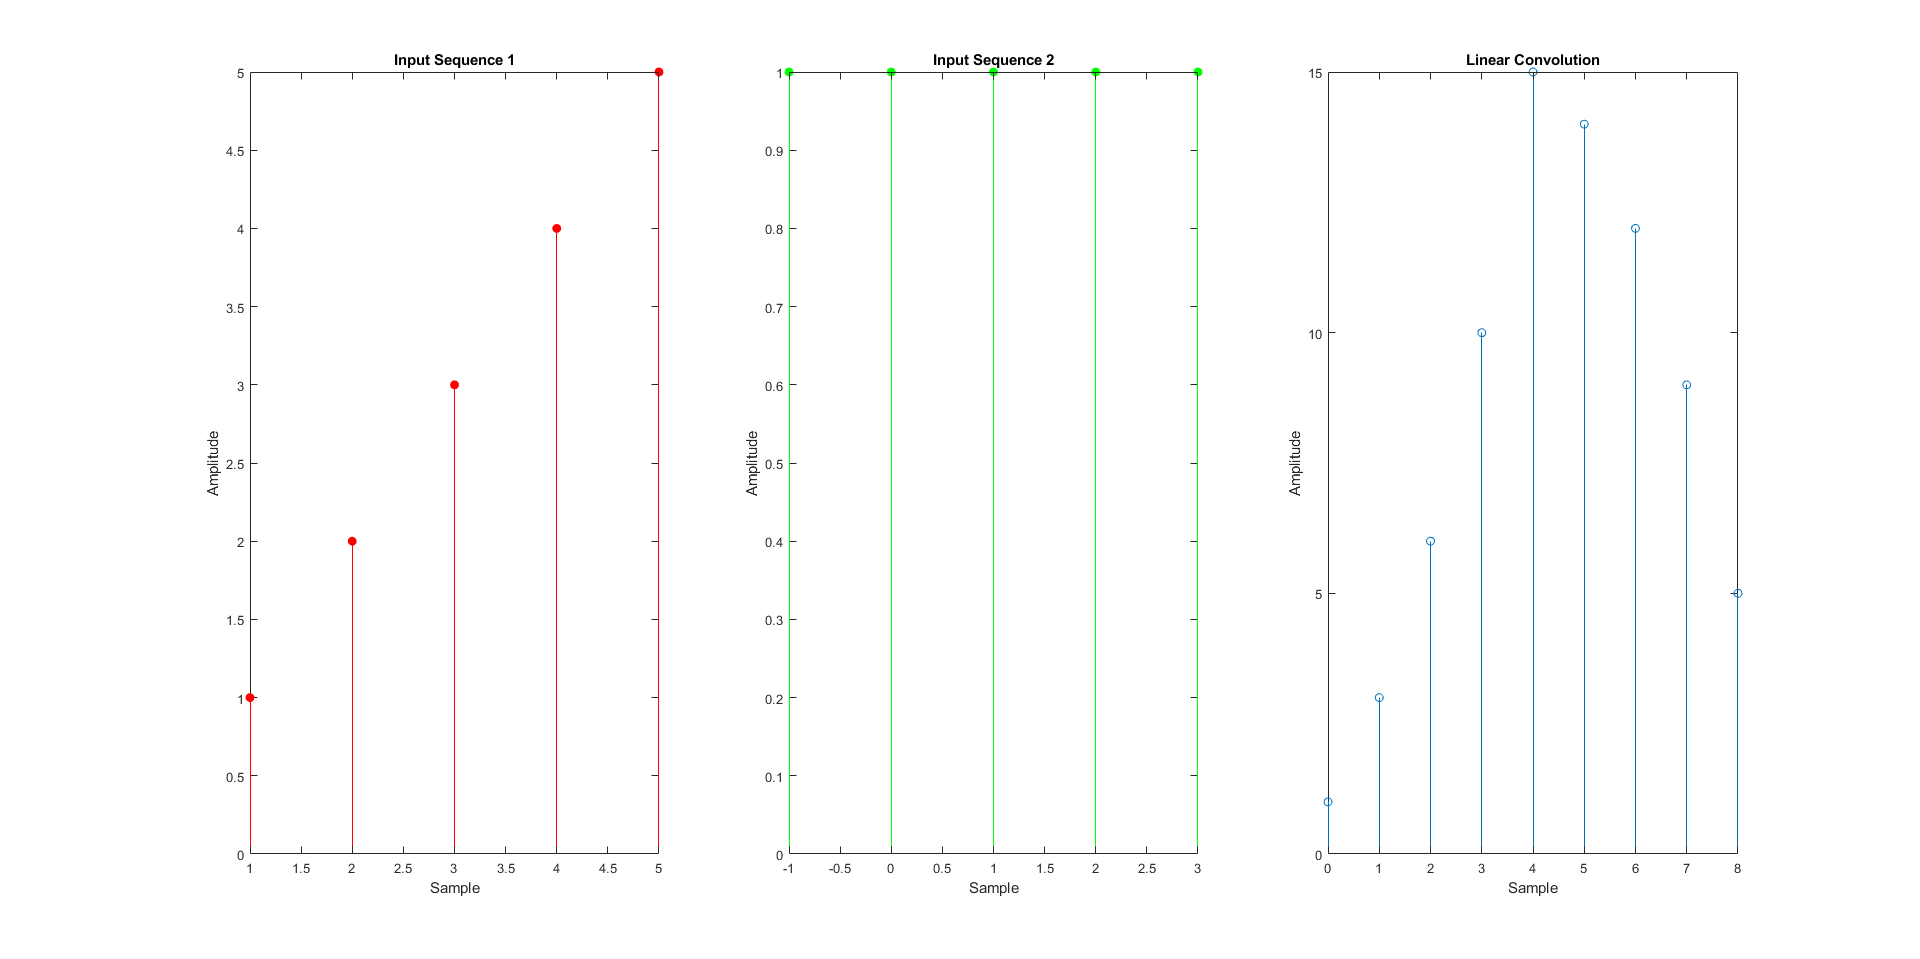 Input Sequence 1
5
4.5
4
3.5
3
2.5
2
1.5
1
0.5
0
Amplitude
1 1.5 2 2.5 3 3.5 4 4.5 5
Sample
Input Sequence 2
1
0.9
0.8
0.7
0.6
0.5
0.4
0.3
0.2
0.1
0
Amplitude
-1 -0.5 0 0.5 1 1.5 2 2.5 3
Sample
Linear Convolution
15
10
5
0
Amplitude
0 1 2 3 4 5 6 7 8
Sample